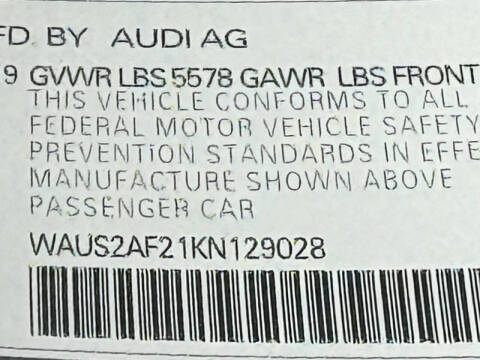 FD. BY AUDI AG
9 GVWR LBS 5578 GAWR LBS FRONT
THIS VEHICLE CONFORMS TO ALL
FEDERAL MOTOR VEHICLE SAFETY
PREVENTION STANDARDS IN EFFE
MANUFACTURE SHOWN ABOVE
PASSENGER CAR
WAUS2AF21KN129028